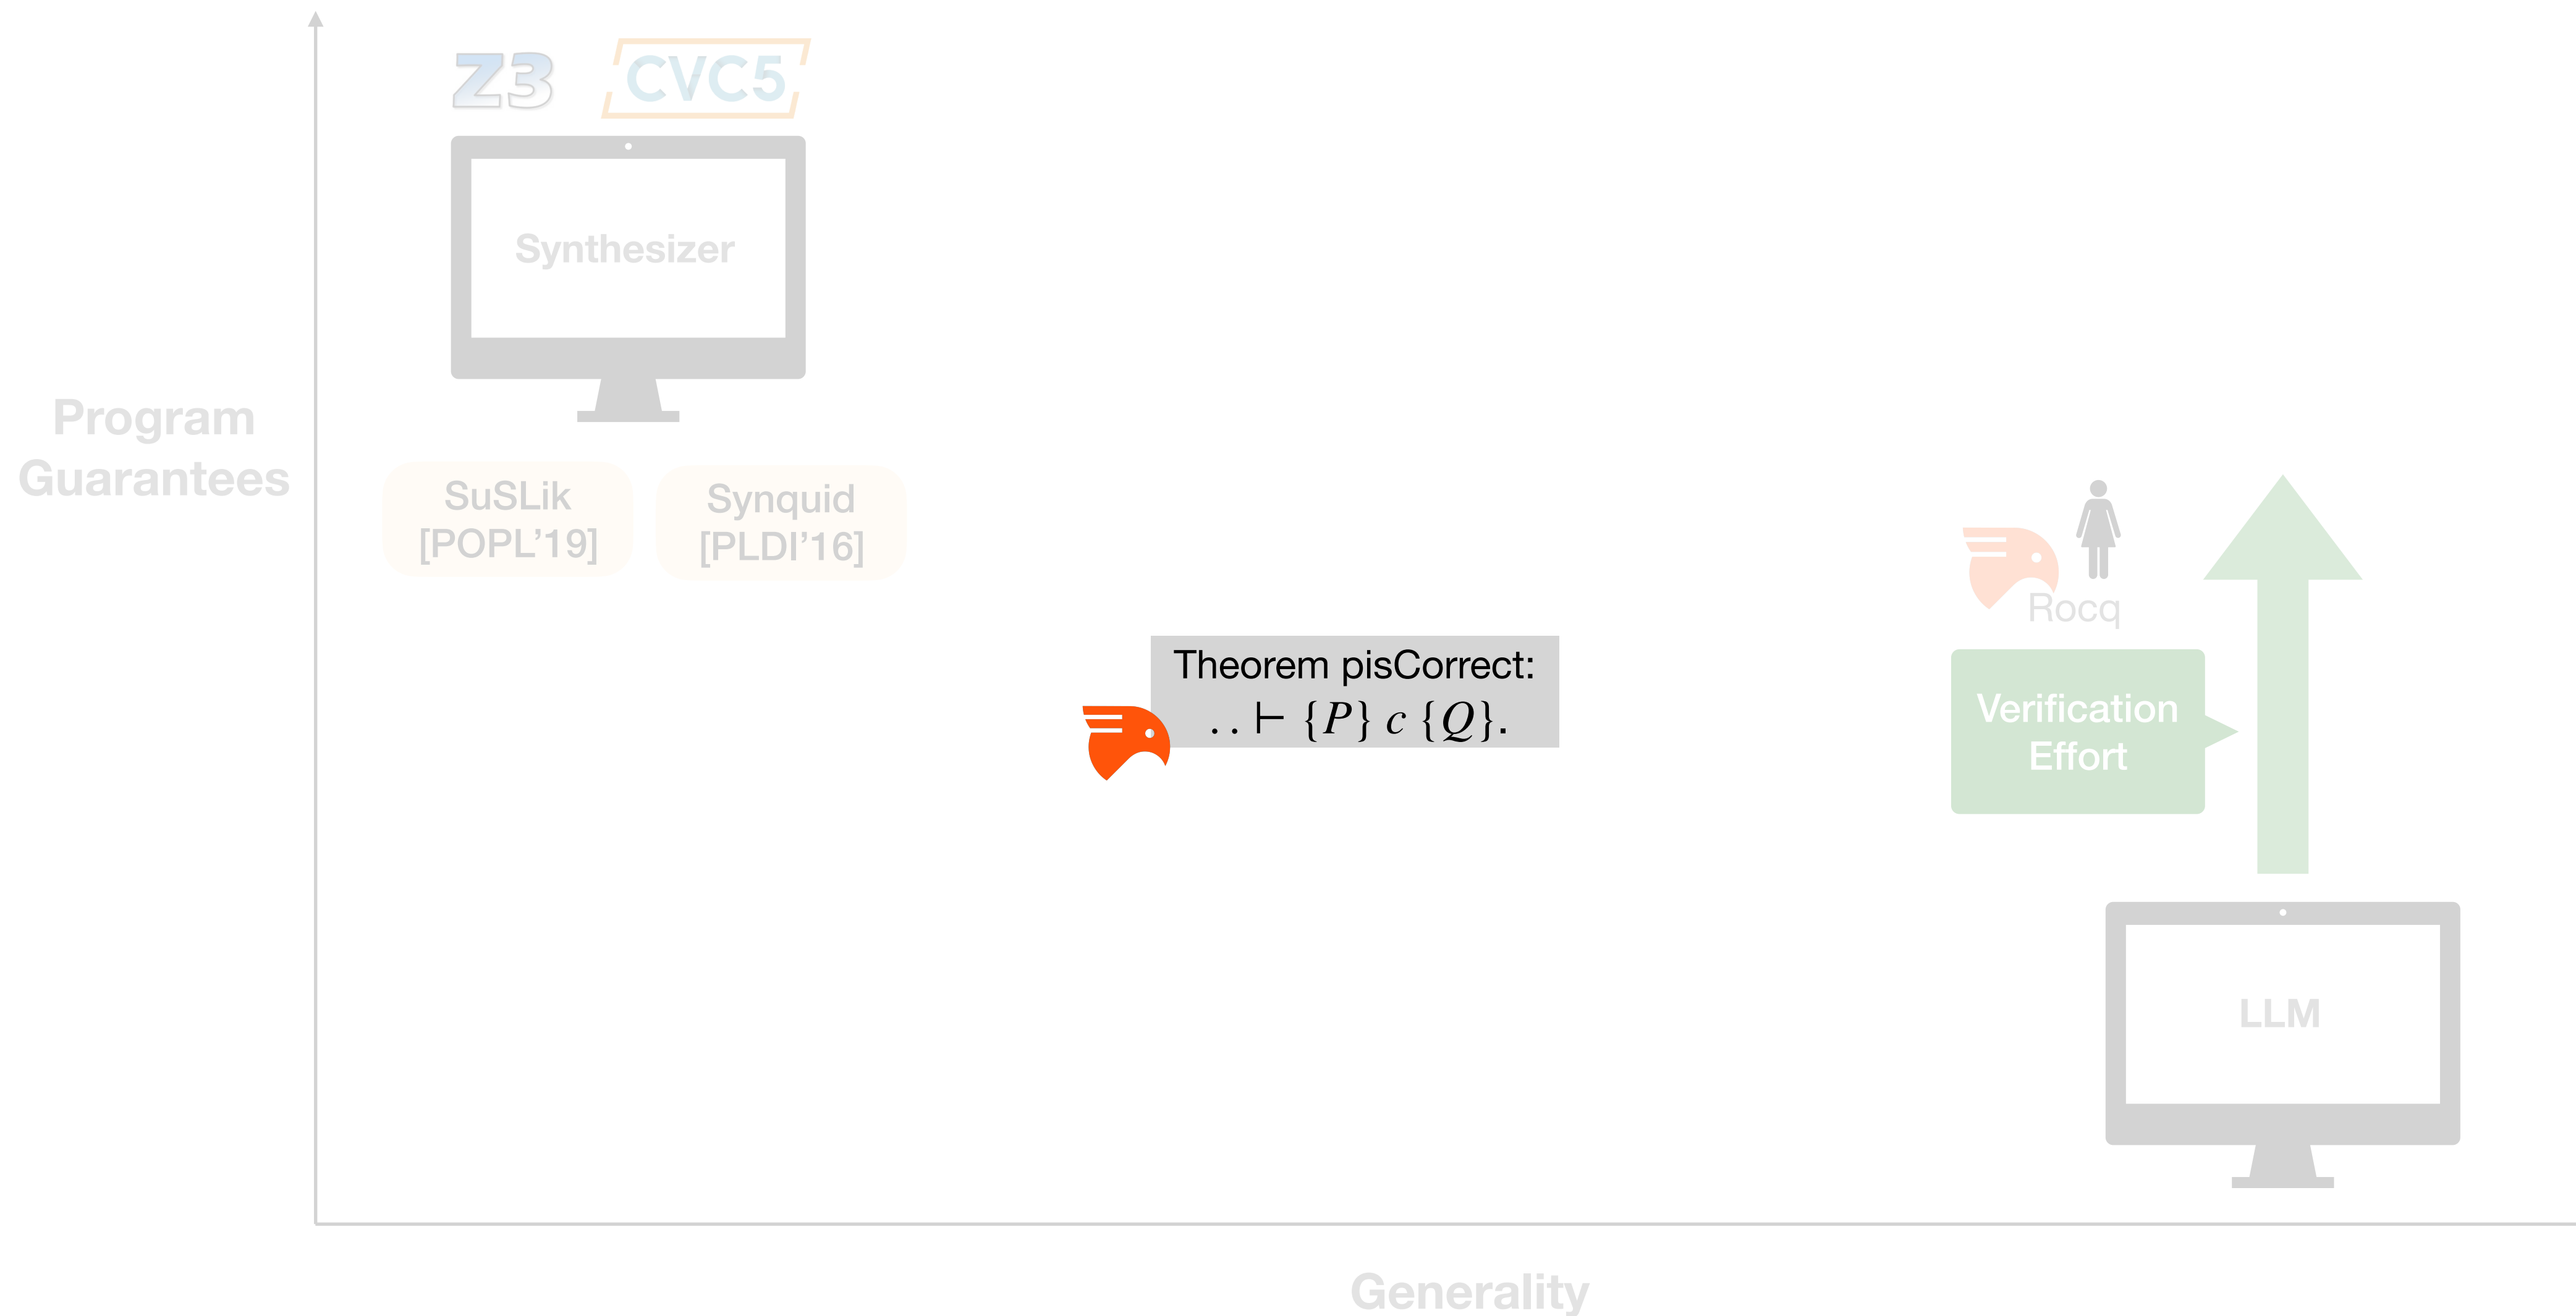 Z3
CVC5
Synthesizer
Program
Guarantees
SuSLik
[POPL’19]
Synquid
[PLDI’16]
Rocq
Theorem pisCorrect:
. . ⊢ {P} c {Q}.
Verification
Effort
LLM
Generality